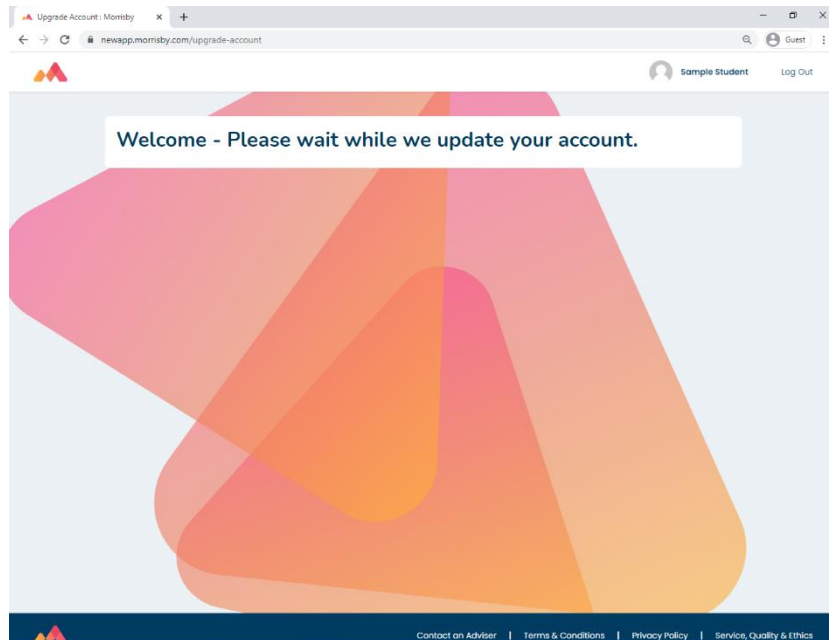 Upgrade Account : Morrisby
newapp.morrisby.com/upgrade-account
Guest
Sample Student
Log Out
Welcome - Please wait while we update your account.
Contact an Adviser | Terms & Conditions | Privacy Policy | Service, Quality & Ethics